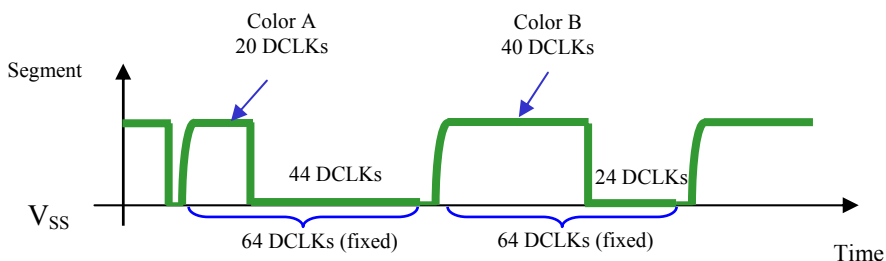 Color A
20 DCLKs
Color B
40 DCLKs
Segment
44 DCLKs
24 DCLKs
VSS
64 DCLKs (fixed)
64 DCLKs (fixed)
Time